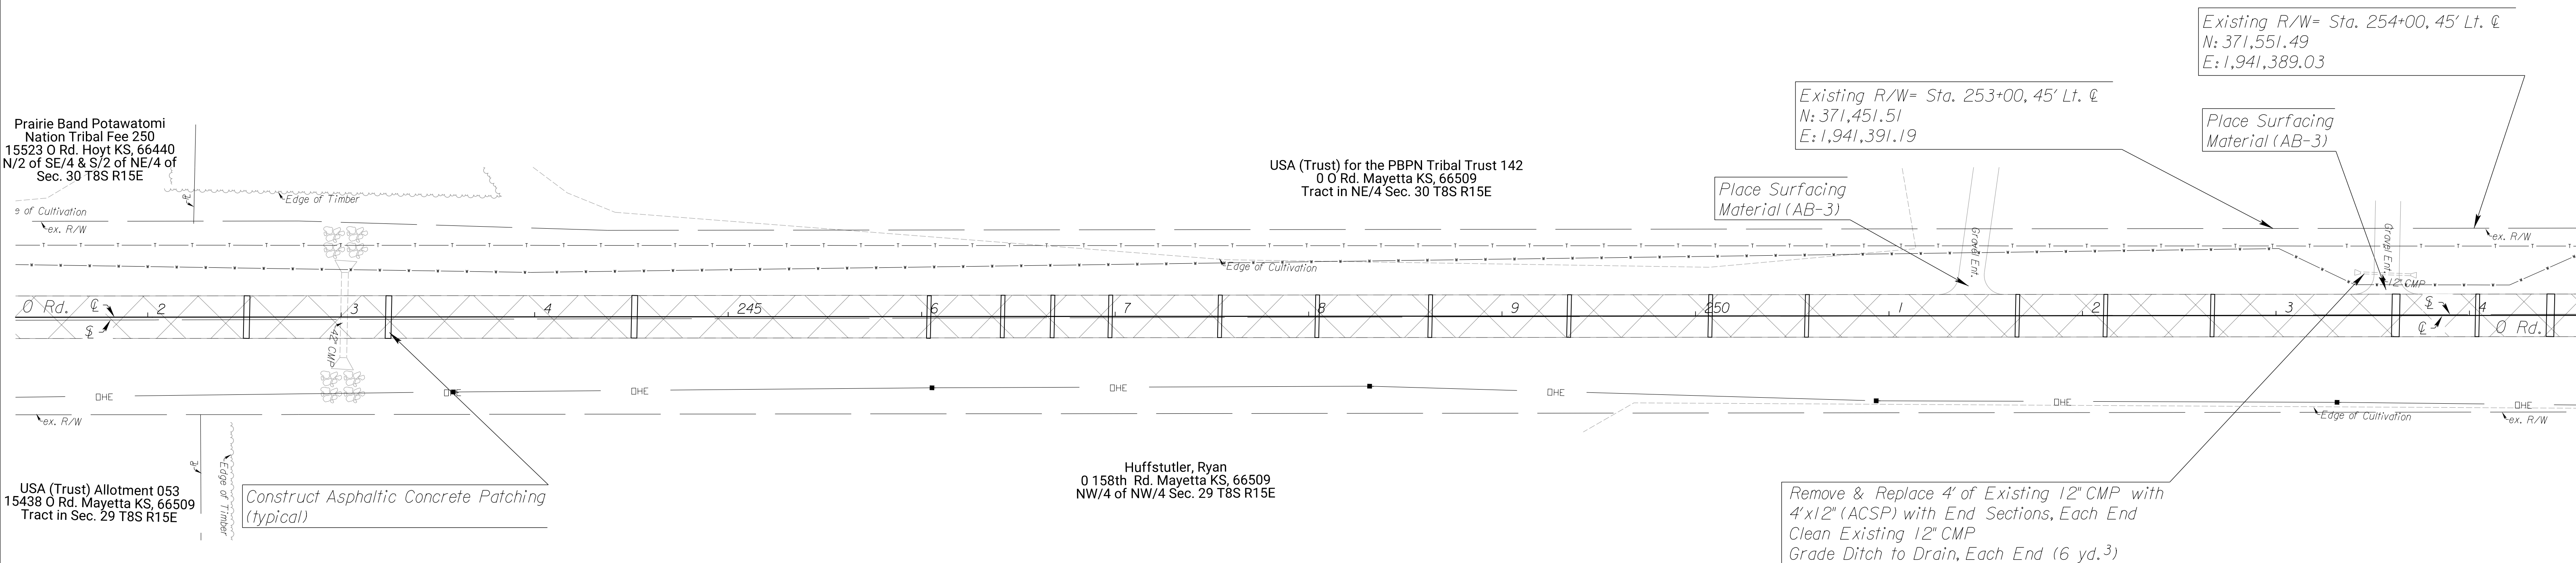 Existing R/W= Sta. 254+00, 45' Lt. ℄
N: 371,551.49
E: 1,941,389.03
Existing R/W= Sta. 253+00, 45' Lt. ℄
N: 371,451.51
E: 1,941,391.19
Place Surfacing
Material (AB-3)
Prairie Band Potawatomi
Nation Tribal Fee 250
15523 O Rd. Hoyt KS, 66440
N/2 of SE/4 & S/2 of NE/4 of
Sec. 30 T8S R15E
USA (Trust) for the PBPN Tribal Trust 142
0 O Rd. Mayetta KS, 66509
Tract in NE/4 Sec. 30 T8S R15E
Place Surfacing
Material (AB-3)
Edge of Timber
e of Cultivation
ex. R/W
Gravel Ent.
Gravel Ent.
ex. R/W
Edge of Cultivation
12" CMP
O Rd. ℄ 2 3 4 245 6 7 8 9 250 1 2 3 4 O Rd.
42" CMP
OHE OHE OHE OHE OHE OHE OHE
ex. R/W
Edge of Cultivation
ex. R/W
Edge of Timber
USA (Trust) Allotment 053
15438 O Rd. Mayetta KS, 66509
Tract in Sec. 29 T8S R15E
Construct Asphaltic Concrete Patching
(typical)
Huffstutler, Ryan
0 158th Rd. Mayetta KS, 66509
NW/4 of NW/4 Sec. 29 T8S R15E
Remove & Replace 4' of Existing 12" CMP with
4'x12" (ACSP) with End Sections, Each End
Clean Existing 12" CMP
Grade Ditch to Drain, Each End (6 yd.³)